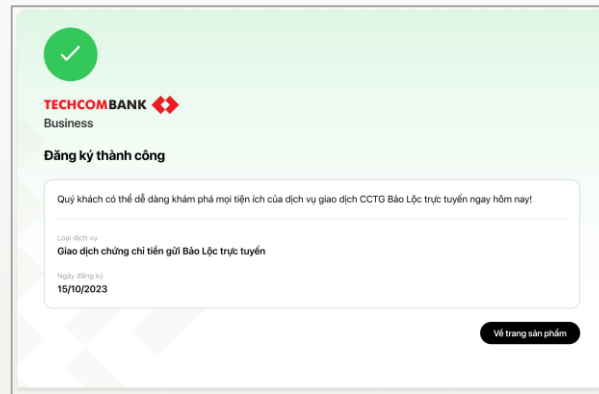 TECHCOMBANK
Business
Đăng ký thành công
Quý khách có thể dễ dàng khám phá mọi tiện ích của dịch vụ giao dịch CCTG Bảo Lộc trực tuyến ngay hôm nay!
Loại dịch vụ
Giao dịch chứng chỉ tiền gửi Bảo Lộc trực tuyến
Ngày đăng ký
15/10/2023
Về trang sản phẩm